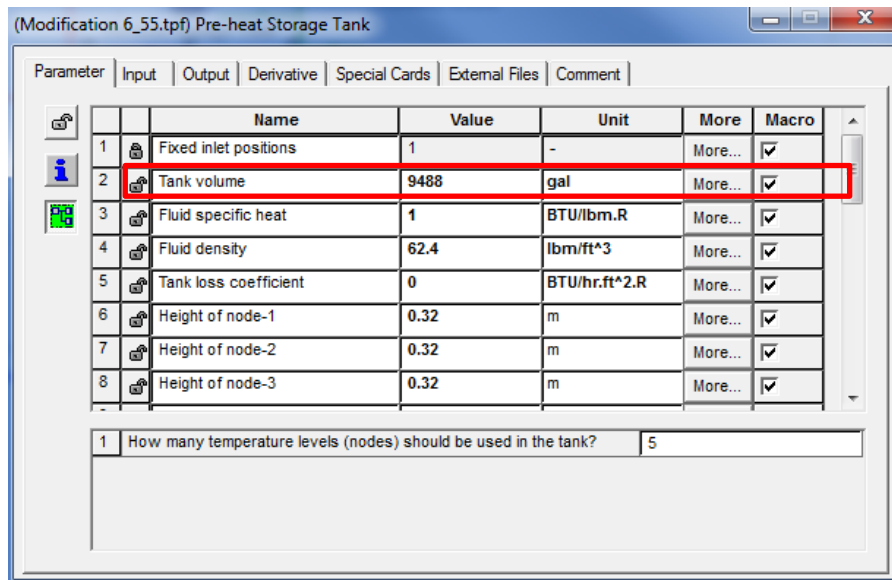 (Modification 6_55.tpf) Pre-heat Storage Tank
Parameter Input Output Derivative Special Cards External Files Comment
Name Value Unit More Macro
1 Fixed inlet positions 1 - More...
2 Tank volume 9488 gal More...
3 Fluid specific heat 1 BTU/lbm.R More...
4 Fluid density 62.4 lbm/ft^3 More...
5 Tank loss coefficient 0 BTU/hr.ft^2.R More...
6 Height of node-1 0.32 m More...
7 Height of node-2 0.32 m More...
8 Height of node-3 0.32 m More...
1 How many temperature levels (nodes) should be used in the tank? 5